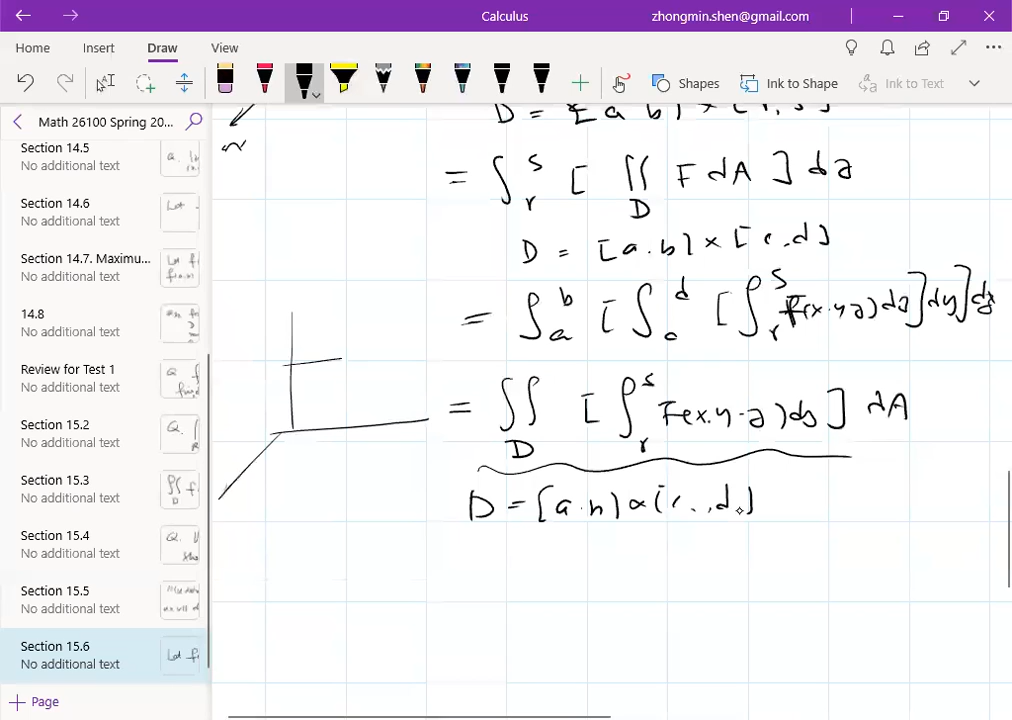 Calculus
zhongmin.shen@gmail.com
Home Insert Draw View
Shapes Ink to Shape Ink to Text
Math 26100 Spring 20...
Section 14.5
No additional text
Section 14.6
No additional text
Section 14.7. Maximu...
No additional text
14.8
No additional text
Review for Test 1
No additional text
Section 15.2
No additional text
Section 15.3
No additional text
Section 15.4
No additional text
Section 15.5
No additional text
Section 15.6
No additional text
Page
D = [a b] × [r, s]
= ∫_r^s [ ∬_D F dA ] dz
D = [a.b] × [c.d]
= ∫_a^b [ ∫_c^d [ ∫_r^s F(x.y z) dz ] dy ] dx
= ∬_D [ ∫_r^s F(x.y.z) dz ] dA
D = [a.b] × [c..d]